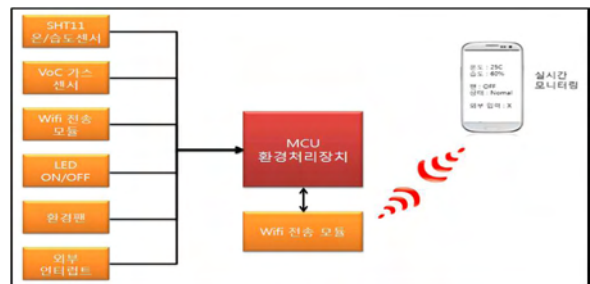 SHT11
온/습도센서
VoC 가스
센서
Wifi 전송
모듈
LED
ON/OFF
환경팬
외부
인터럽트
MCU
환경처리장치
Wifi 전송 모듈
온도 : 25C
습도 : 60%
팬 : OFF
상태 : Normal
외부 입력 : X
실시간
모니터링